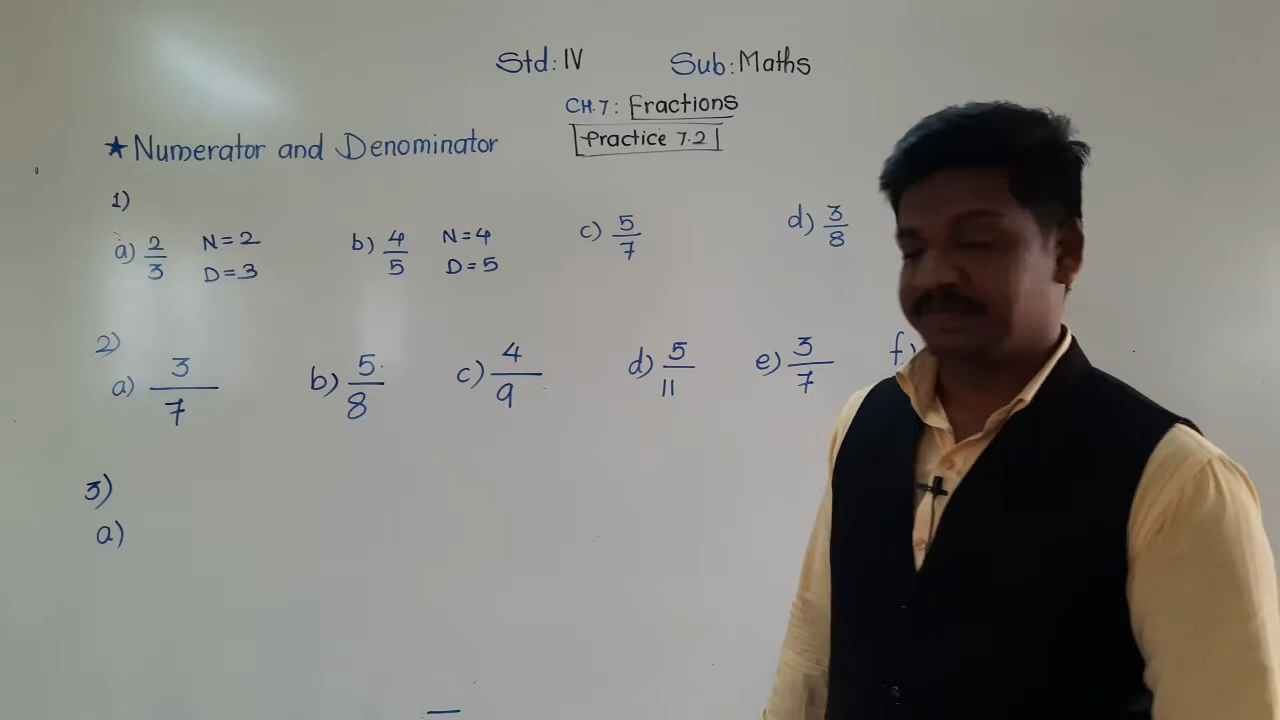 Std: IV Sub: Maths
CH.7: Fractions
Practice 7.2
★ Numerator and Denominator
1)
a) 2/3 N=2 D=3 b) 4/5 N=4 D=5 c) 5/7 d) 3/8
2)
a) 3/7 b) 5/8 c) 4/9 d) 5/11 e) 3/7 f)
3)
a)